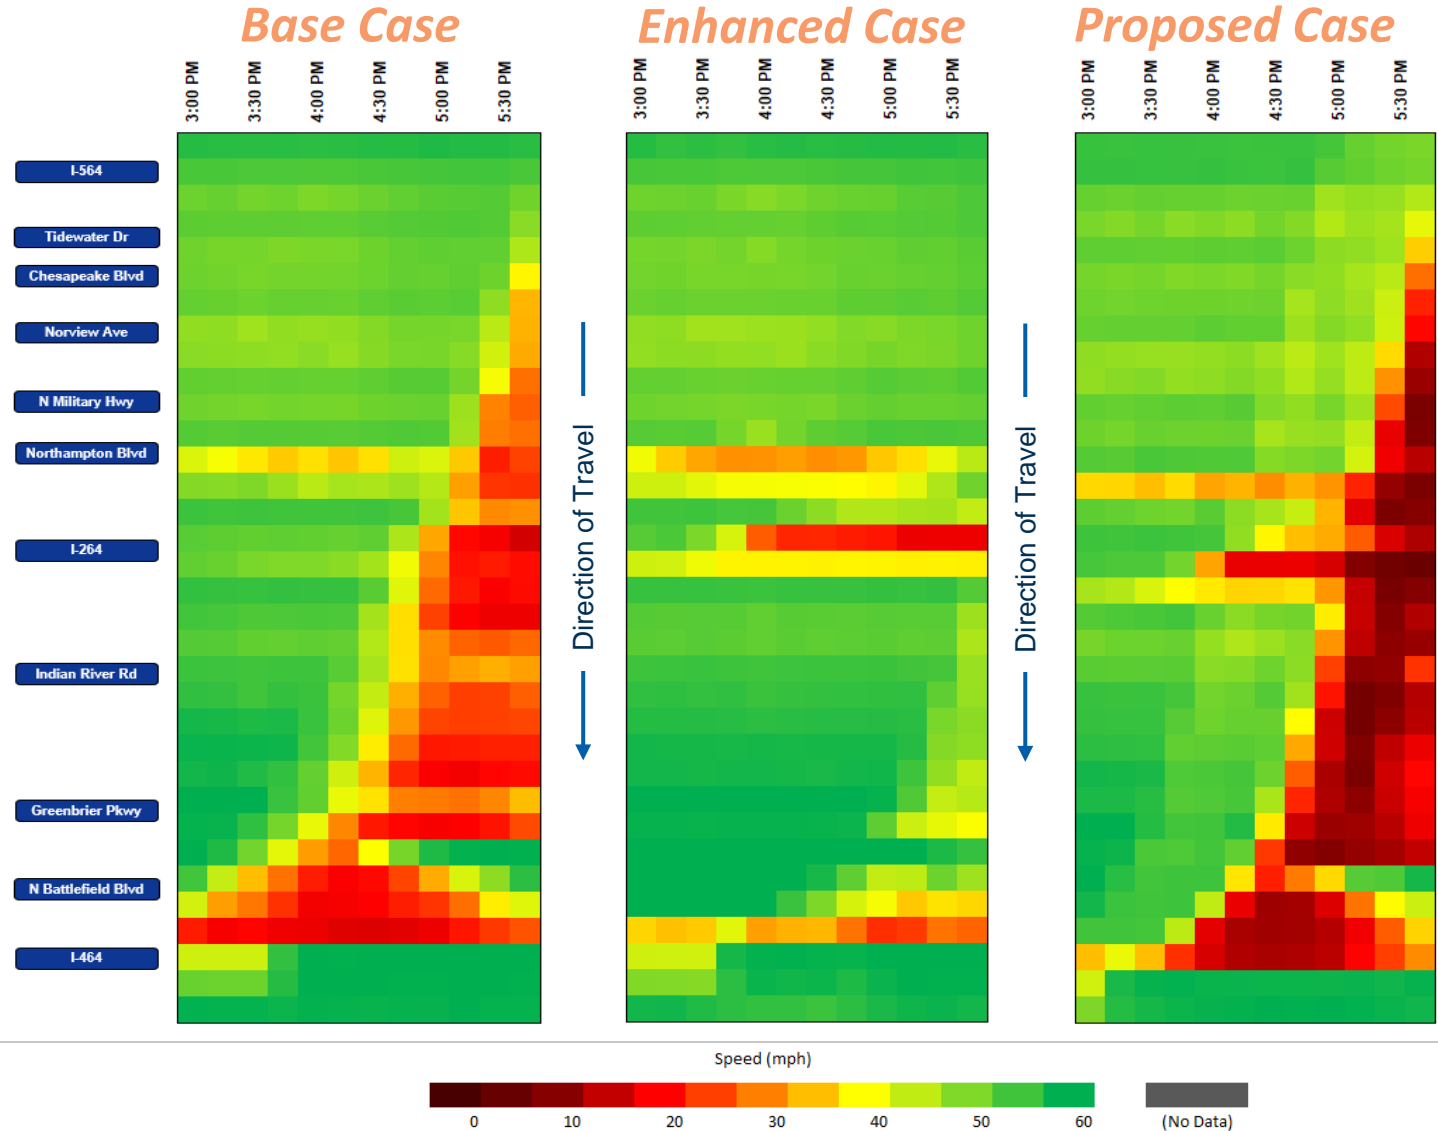 Base Case
Enhanced Case
Proposed Case
3:00 PM
3:30 PM
4:00 PM
4:30 PM
5:00 PM
5:30 PM
3:00 PM
3:30 PM
4:00 PM
4:30 PM
5:00 PM
5:30 PM
3:00 PM
3:30 PM
4:00 PM
4:30 PM
5:00 PM
5:30 PM
I-564
Tidewater Dr
Chesapeake Blvd
Norview Ave
N Military Hwy
Northampton Blvd
I-264
Indian River Rd
Greenbrier Pkwy
N Battlefield Blvd
I-464
Direction of Travel
Direction of Travel
Speed (mph)
0 10 20 30 40 50 60
(No Data)